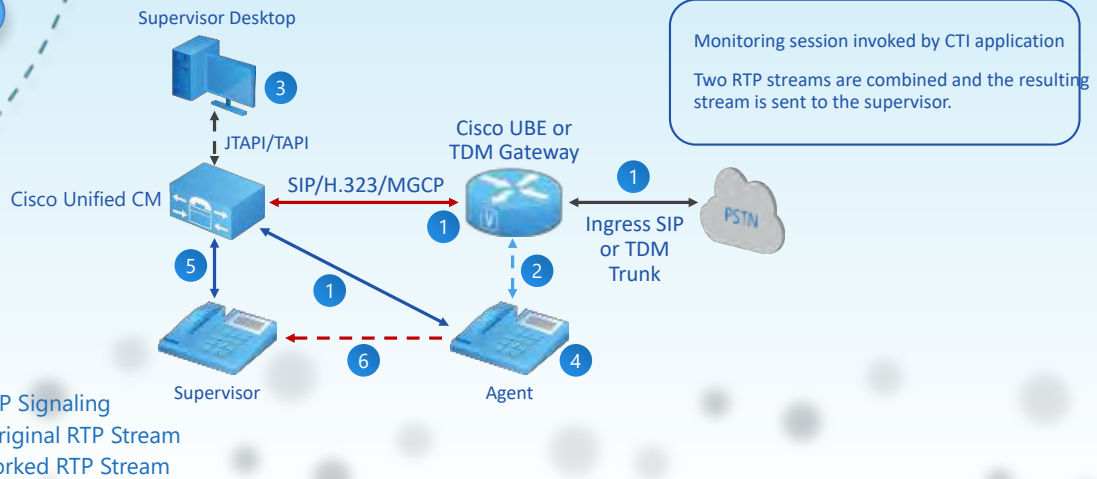 Supervisor Desktop
Monitoring session invoked by CTI application
Two RTP streams are combined and the resulting
stream is sent to the supervisor.
3
JTAPI/TAPI
Cisco UBE or
TDM Gateway
Cisco Unified CM
SIP/H.323/MGCP
1
1
V
Ingress SIP
or TDM
Trunk
PSTN
5
1
2
6
4
Supervisor
Agent
P Signaling
riginal RTP Stream
orked RTP Stream